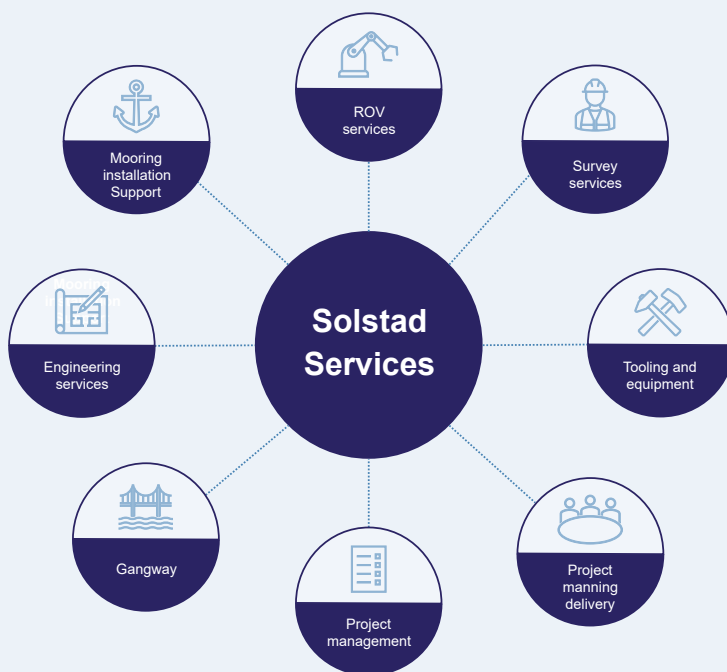 ROV
services
Mooring
installation
Support
Survey
services
Solstad
Services
Engineering
services
Tooling and
equipment
Gangway
Project
management
Project
manning
delivery